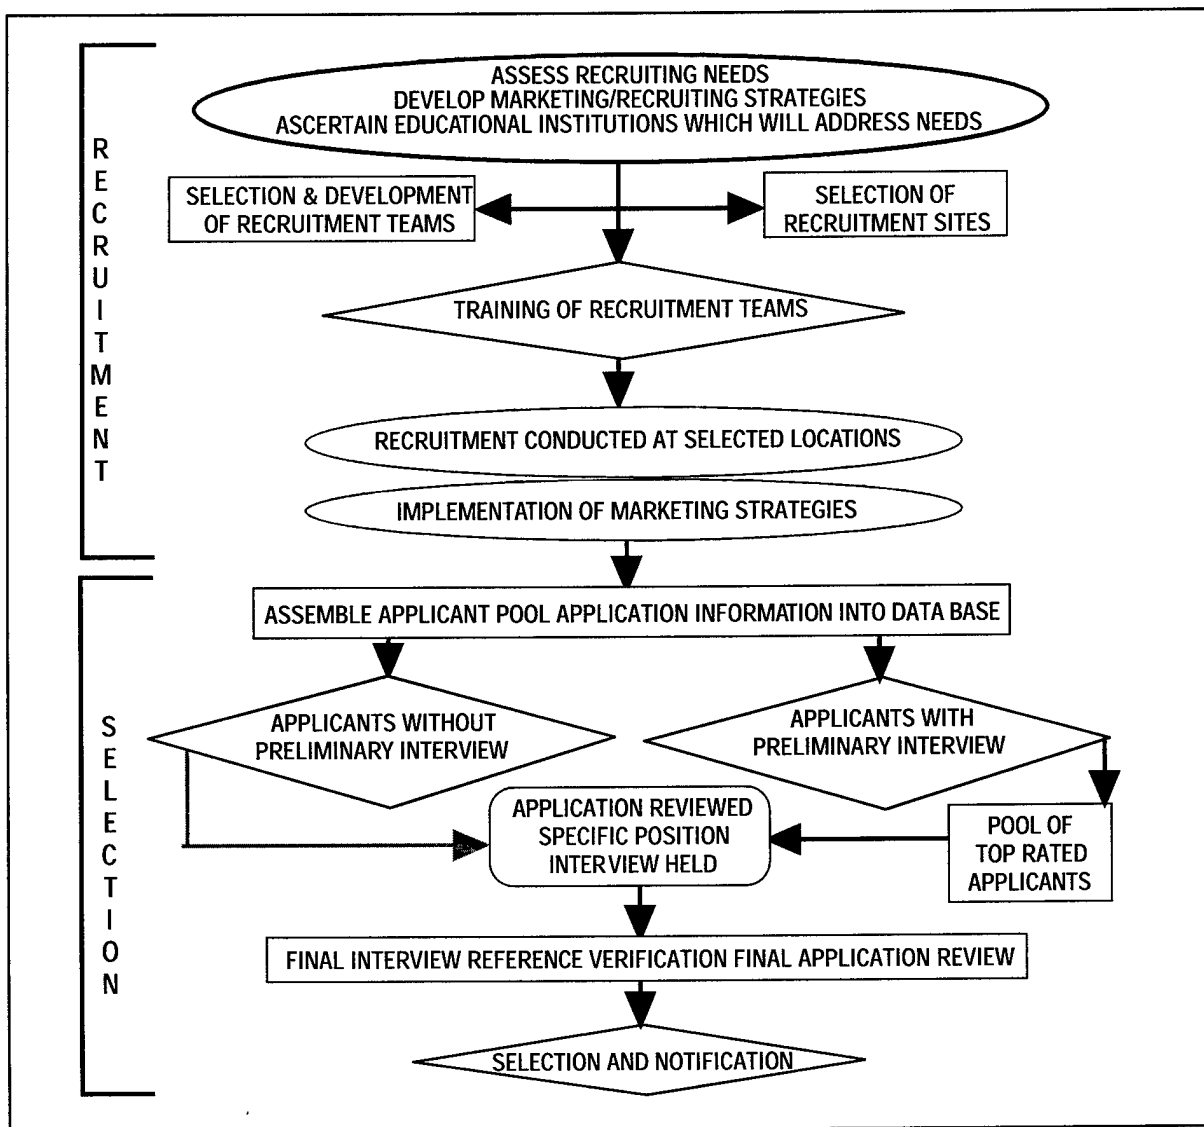 RECRUITMENT
ASSESS RECRUITING NEEDS
DEVELOP MARKETING/RECRUITING STRATEGIES
ASCERTAIN EDUCATIONAL INSTITUTIONS WHICH WILL ADDRESS NEEDS
SELECTION & DEVELOPMENT
OF RECRUITMENT TEAMS
SELECTION OF
RECRUITMENT SITES
TRAINING OF RECRUITMENT TEAMS
RECRUITMENT CONDUCTED AT SELECTED LOCATIONS
IMPLEMENTATION OF MARKETING STRATEGIES
SELECTION
ASSEMBLE APPLICANT POOL APPLICATION INFORMATION INTO DATA BASE
APPLICANTS WITHOUT
PRELIMINARY INTERVIEW
APPLICANTS WITH
PRELIMINARY INTERVIEW
APPLICATION REVIEWED
SPECIFIC POSITION
INTERVIEW HELD
POOL OF
TOP RATED
APPLICANTS
FINAL INTERVIEW REFERENCE VERIFICATION FINAL APPLICATION REVIEW
SELECTION AND NOTIFICATION